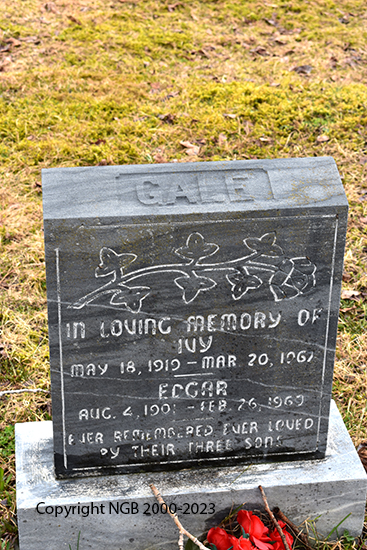 GALE
IN LOVING MEMORY OF
IVY
MAY 18, 1919 - MAR 20, 1967
EDGAR
AUG. 4, 1901 - FEB. 26, 1969
EVER REMEMBERED EVER LOVED
BY THEIR THREE SONS
Copyright NGB 2000-2023